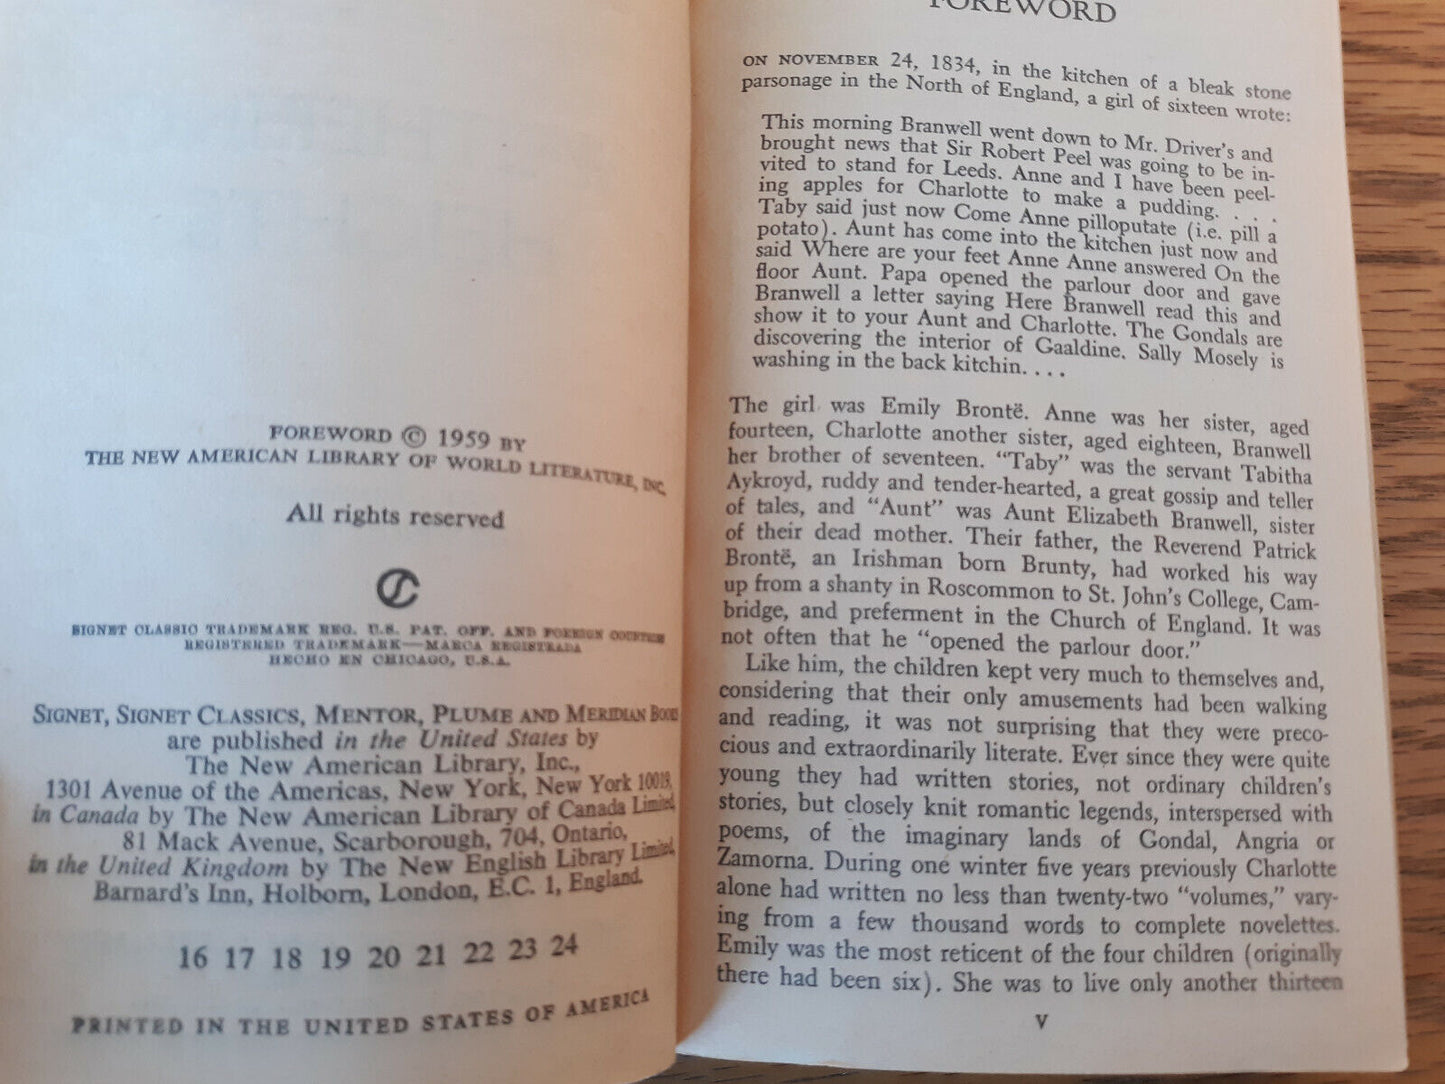 FOREWORD © 1959 BY
THE NEW AMERICAN LIBRARY OF WORLD LITERATURE, INC.
All rights reserved
SIGNET CLASSIC TRADEMARK REG. U.S. PAT. OFF. AND FOREIGN COUNTRIES
REGISTERED TRADEMARK—MARCA REGISTRADA
HECHO EN CHICAGO, U.S.A.
SIGNET, SIGNET CLASSICS, MENTOR, PLUME AND MERIDIAN BOOKS
are published in the United States by
The New American Library, Inc.,
1301 Avenue of the Americas, New York, New York 10019,
in Canada by The New American Library of Canada Limited,
81 Mack Avenue, Scarborough, 704, Ontario,
in the United Kingdom by The New English Library Limited,
Barnard's Inn, Holborn, London, E.C. 1, England.
16 17 18 19 20 21 22 23 24
PRINTED IN THE UNITED STATES OF AMERICA
FOREWORD
ON NOVEMBER 24, 1834, in the kitchen of a bleak stone
parsonage in the North of England, a girl of sixteen wrote:
This morning Branwell went down to Mr. Driver's and
brought news that Sir Robert Peel was going to be in-
vited to stand for Leeds. Anne and I have been peel-
ing apples for Charlotte to make a pudding. . . .
Taby said just now Come Anne pilloputate (i.e. pill a
potato). Aunt has come into the kitchen just now and
said Where are your feet Anne Anne answered On the
floor Aunt. Papa opened the parlour door and gave
Branwell a letter saying Here Branwell read this and
show it to your Aunt and Charlotte. The Gondals are
discovering the interior of Gaaldine. Sally Mosely is
washing in the back kitchin. . . .
The girl was Emily Brontë. Anne was her sister, aged
fourteen, Charlotte another sister, aged eighteen, Branwell
her brother of seventeen. "Taby" was the servant Tabitha
Aykroyd, ruddy and tender-hearted, a great gossip and teller
of tales, and "Aunt" was Aunt Elizabeth Branwell, sister
of their dead mother. Their father, the Reverend Patrick
Brontë, an Irishman born Brunty, had worked his way
up from a shanty in Roscommon to St. John's College, Cam-
bridge, and preferment in the Church of England. It was
not often that he "opened the parlour door."
Like him, the children kept very much to themselves and,
considering that their only amusements had been walking
and reading, it was not surprising that they were preco-
cious and extraordinarily literate. Ever since they were quite
young they had written stories, not ordinary children's
stories, but closely knit romantic legends, interspersed with
poems, of the imaginary lands of Gondal, Angria or
Zamorna. During one winter five years previously Charlotte
alone had written no less than twenty-two "volumes," vary-
ing from a few thousand words to complete novelettes.
Emily was the most reticent of the four children (originally
there had been six). She was to live only another thirteen
V